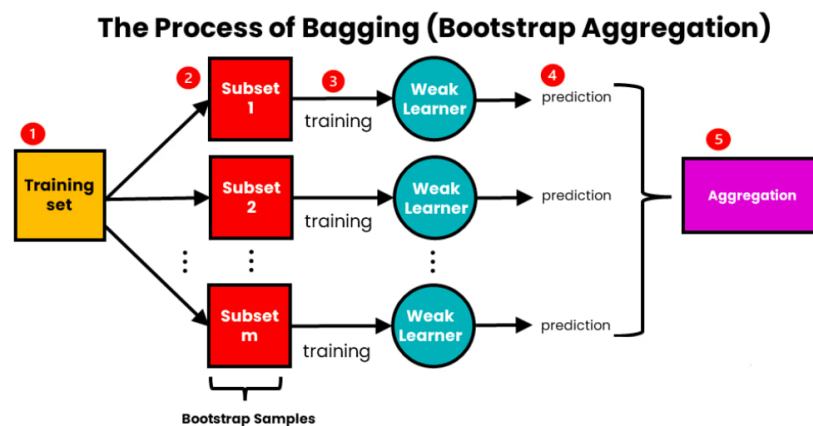 The Process of Bagging (Bootstrap Aggregation)
1
Training
set
2
Subset
1
3
training
Weak
Learner
4
prediction
Subset
2
training
Weak
Learner
prediction
5
Aggregation
Subset
m
training
Weak
Learner
prediction
Bootstrap Samples